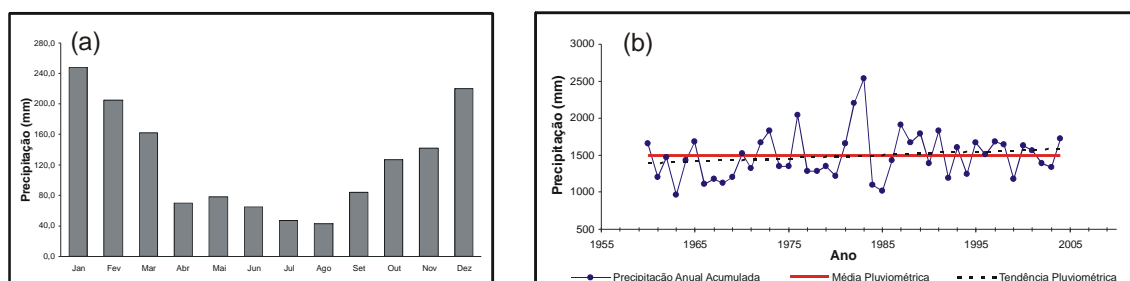 (a)
Precipitação (mm)
280,0
240,0
200,0
160,0
120,0
80,0
40,0
0,0
Jan Fev Mar Abr Mai Jun Jul Ago Set Out Nov Dez
(b)
Precipitação (mm)
3000
2500
2000
1500
1000
500
1955 1965 1975 1985 1995 2005
Ano
Precipitação Anual Acumulada Média Pluviométrica Tendência Pluviométrica